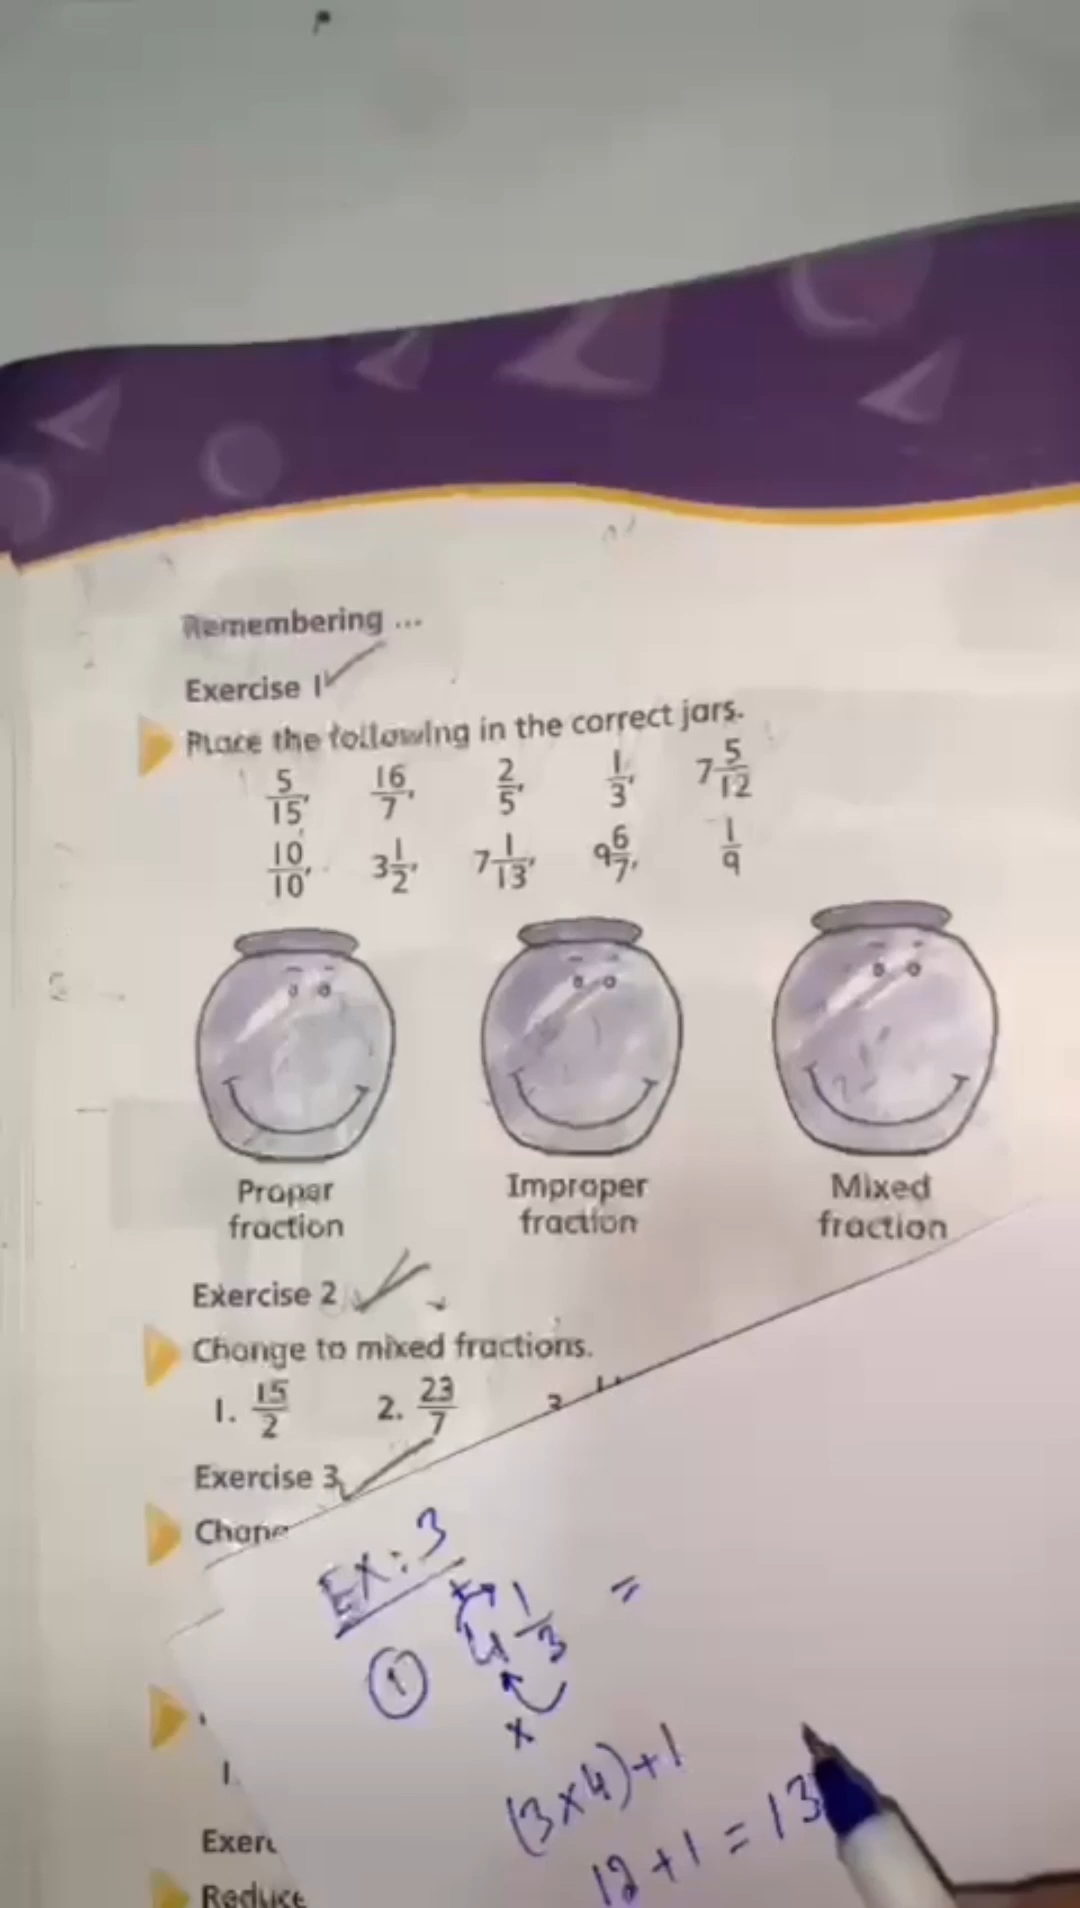 Remembering ...
Exercise 1
Place the following in the correct jars.
5/15, 16/7, 2/5, 1/3, 7 5/12
10/10, 3 1/2, 7 1/13, 9 6/7, 1/9
Proper fraction
Improper fraction
Mixed fraction
Exercise 2
Change to mixed fractions.
1. 15/2 2. 23/7
Exercise 3
EX: 3
1 4 1/3 =
+
x
(3x4)+1
12+1=13
1.
Reduce